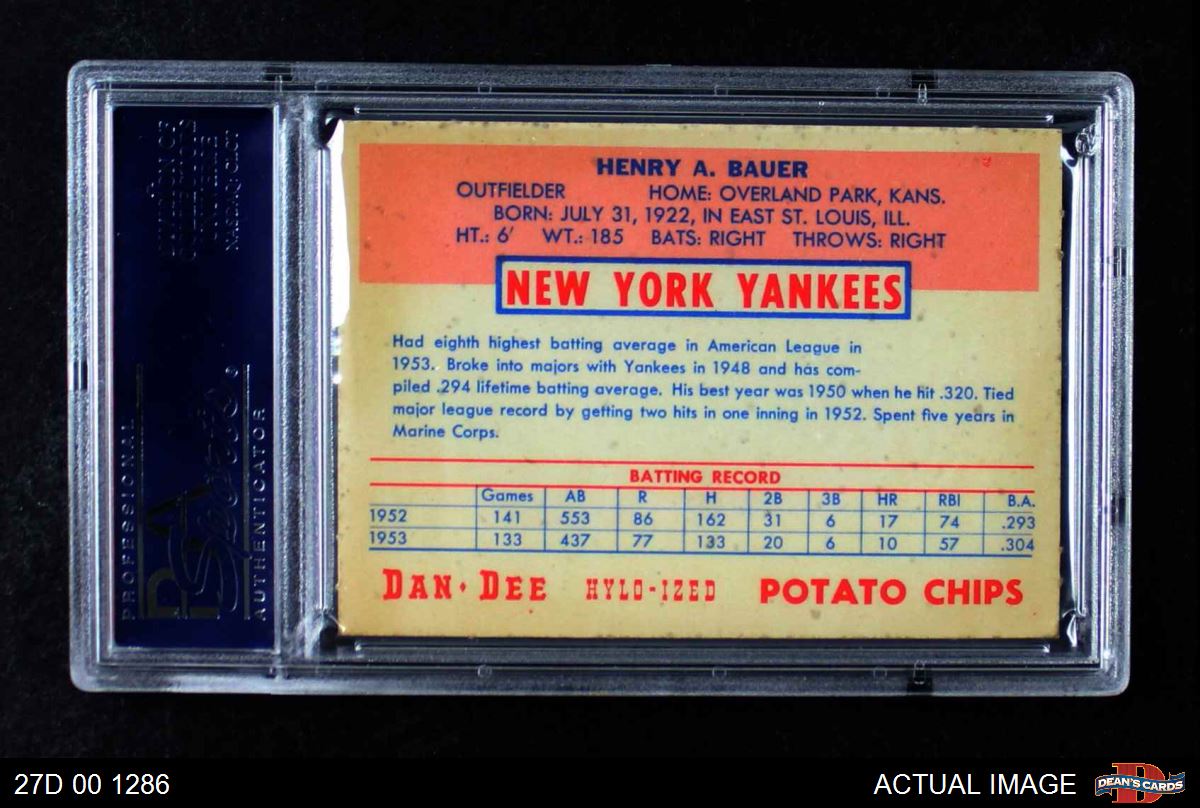 HENRY A. BAUER
OUTFIELDER HOME: OVERLAND PARK, KANS.
BORN: JULY 31, 1922, IN EAST ST. LOUIS, ILL.
HT.: 6' WT.: 185 BATS: RIGHT THROWS: RIGHT
NEW YORK YANKEES
Had eighth highest batting average in American League in
1953. Broke into majors with Yankees in 1948 and has com-
piled .294 lifetime batting average. His best year was 1950 when he hit .320. Tied
major league record by getting two hits in one inning in 1952. Spent five years in
Marine Corps.
BATTING RECORD
Games AB R H 2B 3B HR RBI B.A.
1952 141 553 86 162 31 6 17 74 .293
1953 133 437 77 133 20 6 10 57 .304
DAN·DEE HYLO-IZED POTATO CHIPS
PROFESSIONAL
PSA
Sports
AUTHENTICATOR
27D 00 1286
ACTUAL IMAGE
DEAN'S CARDS